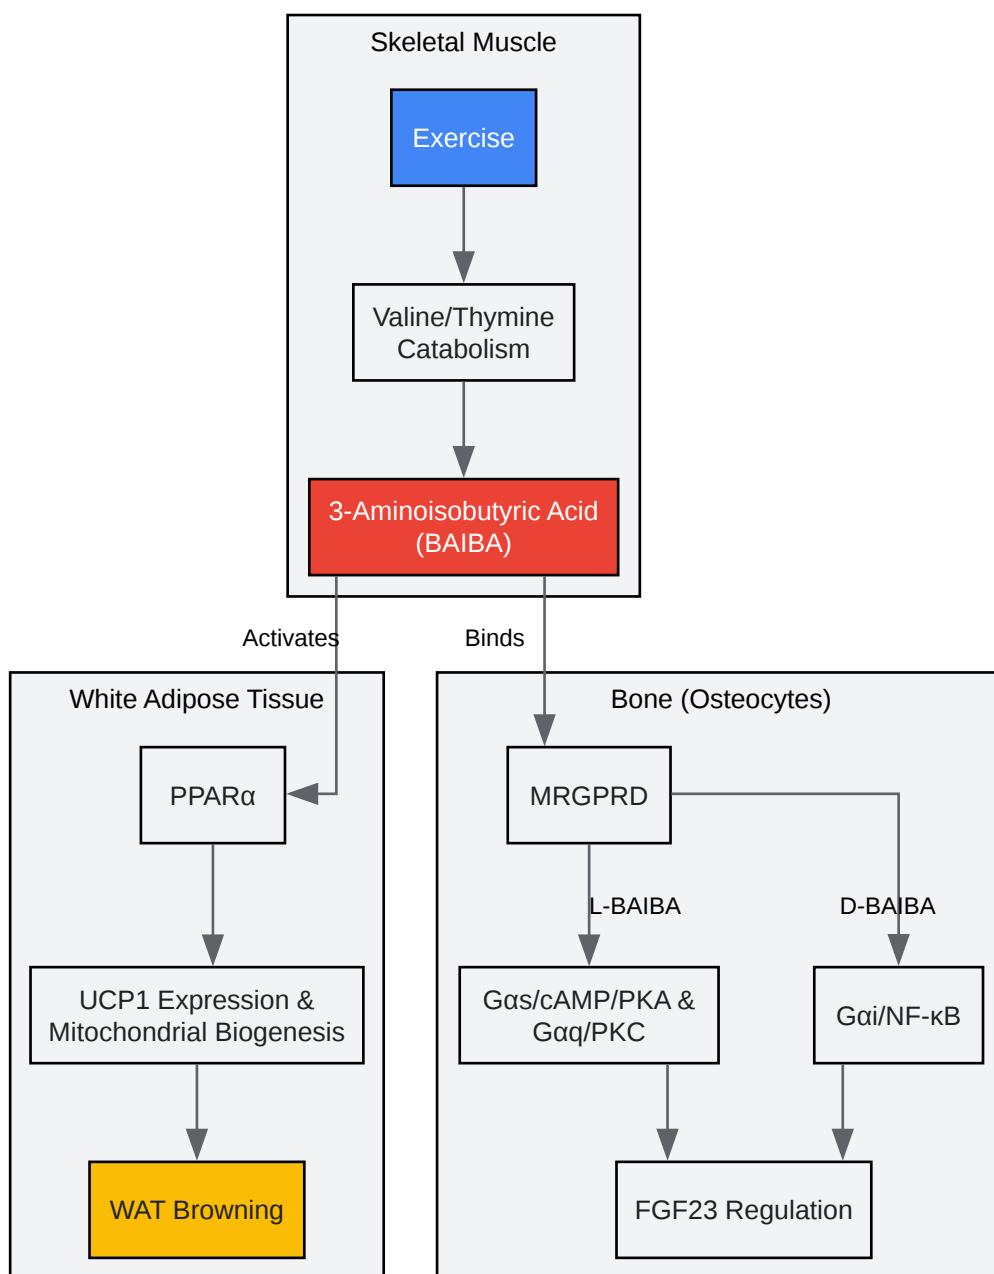 Skeletal Muscle
Exercise
Valine/Thymine
Catabolism
3-Aminoisobutyric Acid
(BAIBA)
Activates
Binds
White Adipose Tissue
Bone (Osteocytes)
PPARα
MRGPRD
L-BAIBA
D-BAIBA
UCP1 Expression &
Mitochondrial Biogenesis
Gαs/cAMP/PKA &
Gαq/PKC
Gαi/NF-κB
WAT Browning
FGF23 Regulation